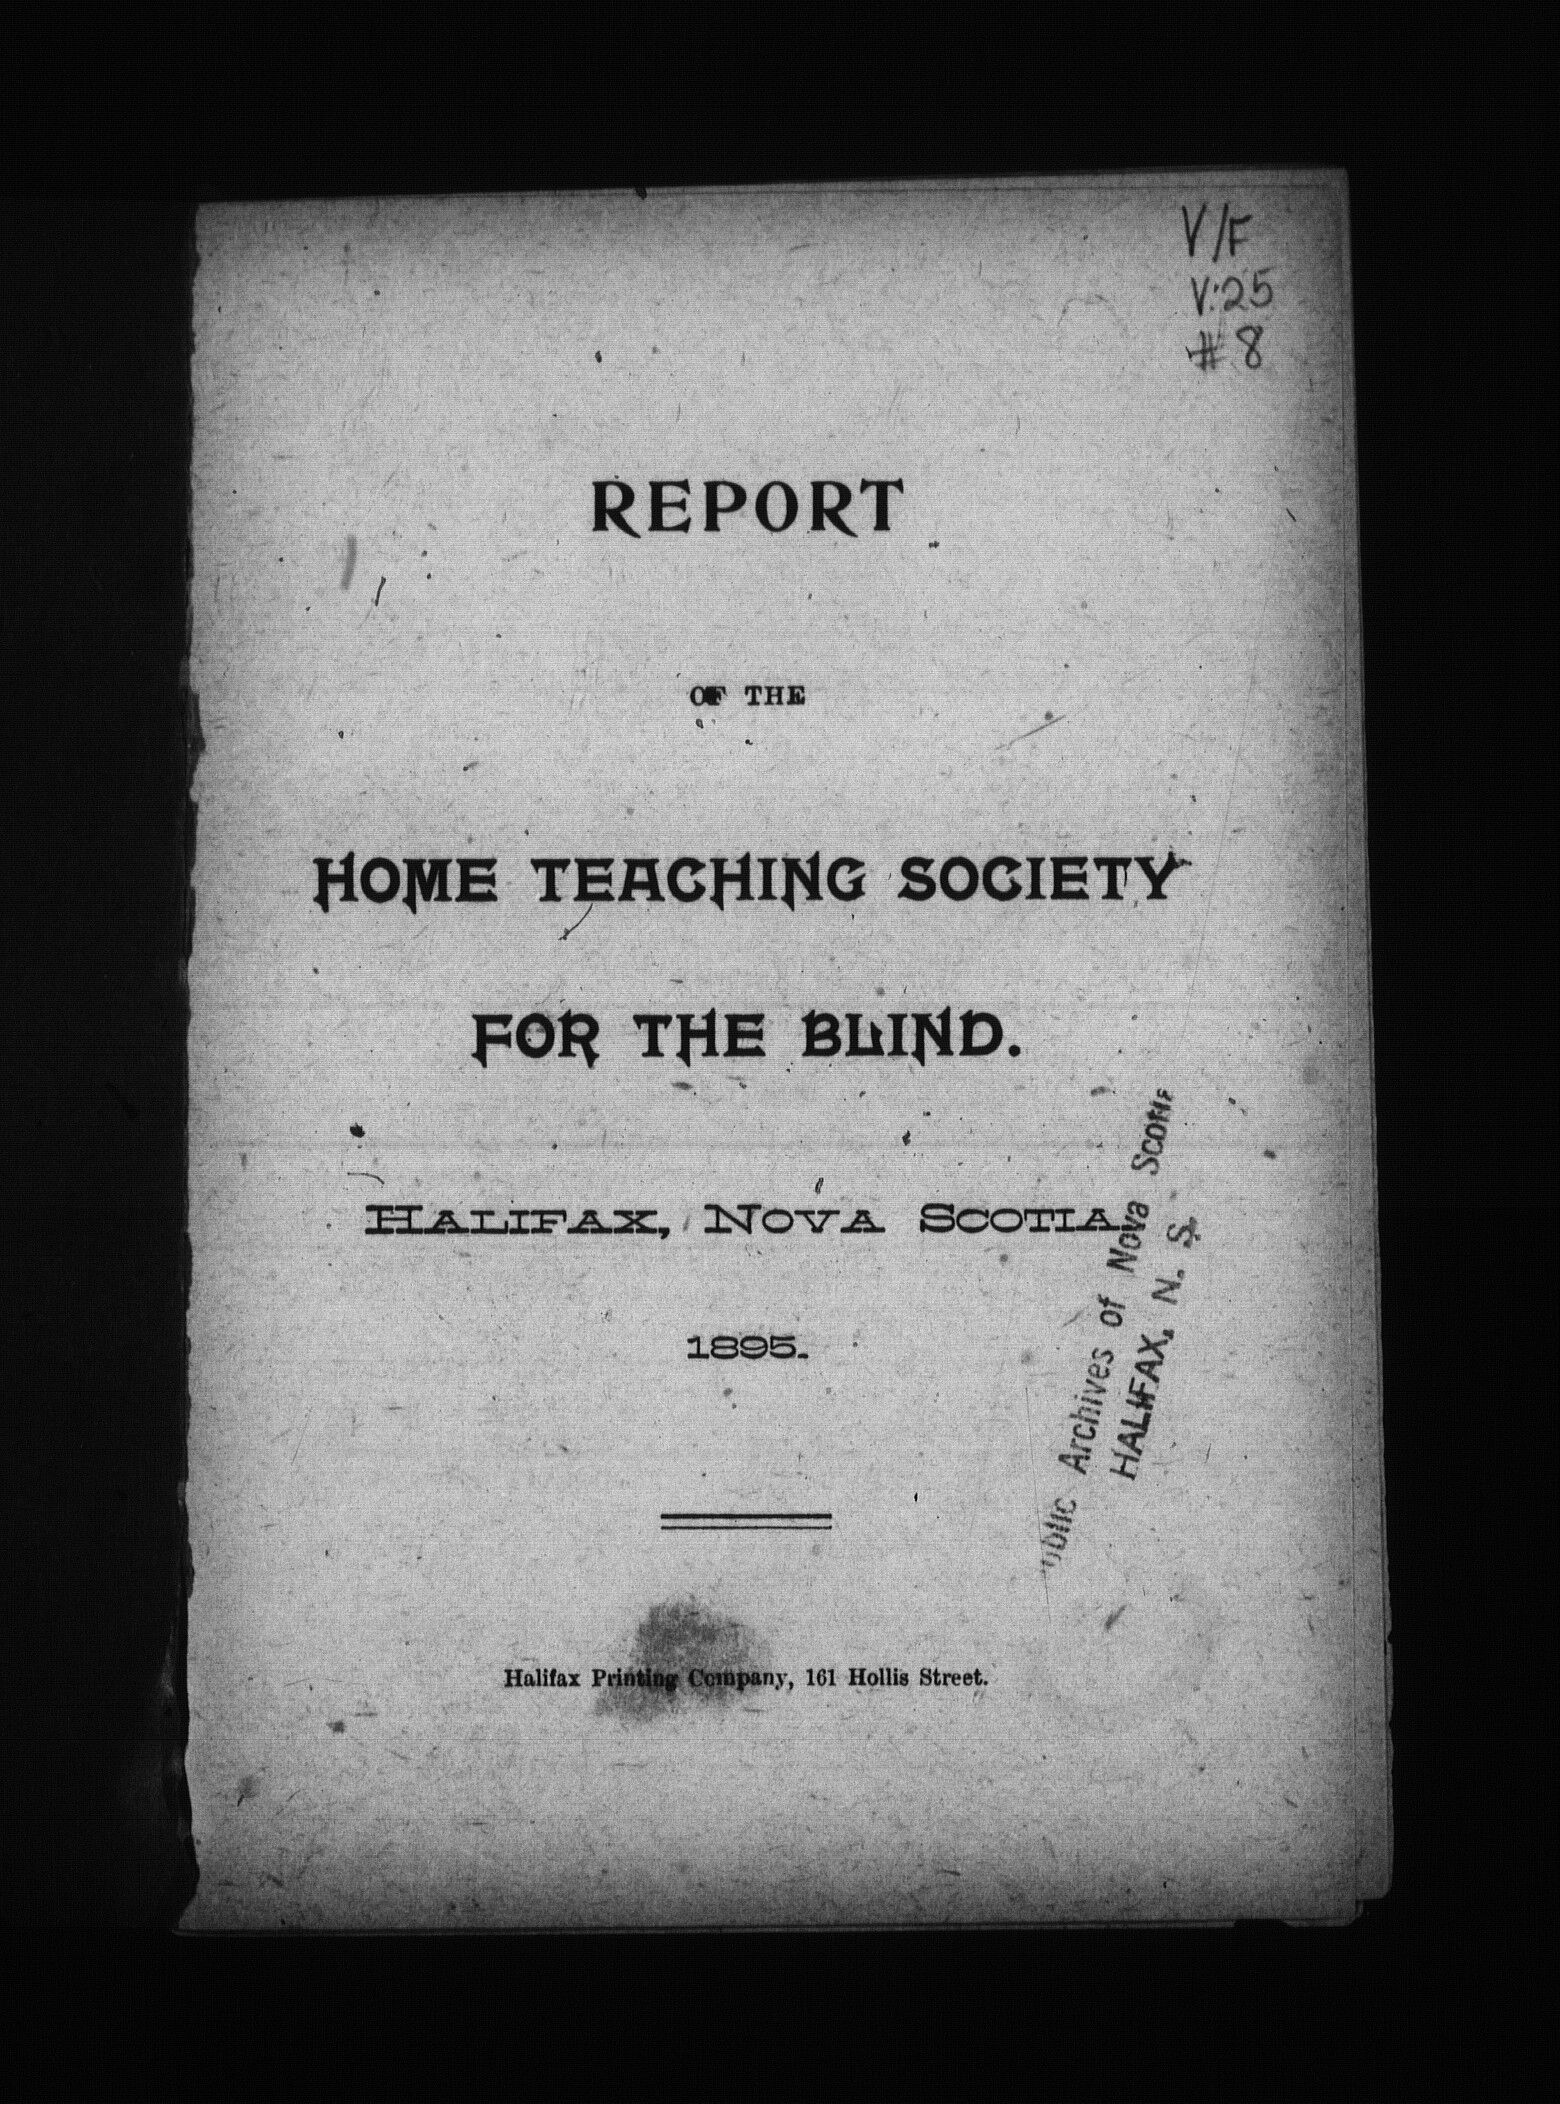 V/F
V.25
#8
REPORT
OF THE
HOME TEACHING SOCIETY
FOR THE BLIND.
HALIFAX, NOVA SCOTIA.
1895.
Archives of Nova
HALIFAX, N. S.
Halifax Printing Company, 161 Hollis Street.